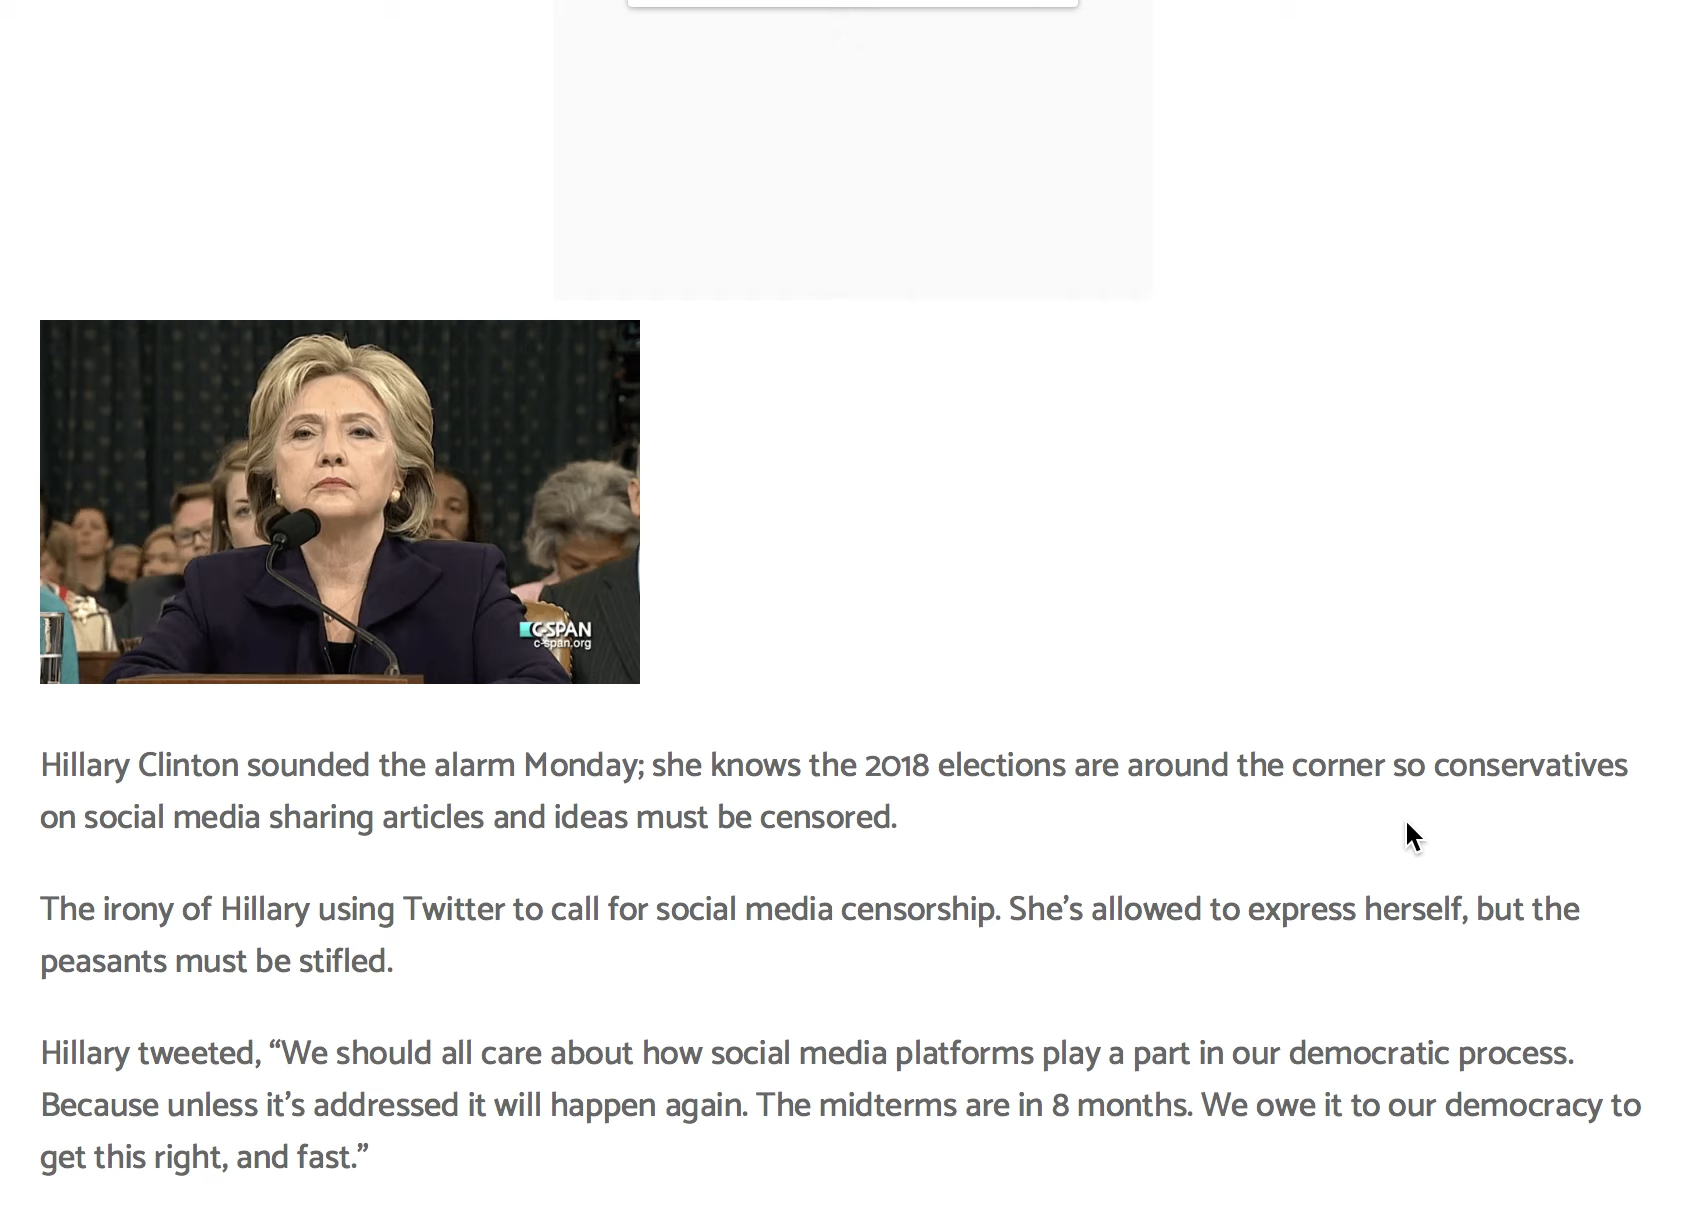 C-SPAN
c-span.org
Hillary Clinton sounded the alarm Monday; she knows the 2018 elections are around the corner so conservatives
on social media sharing articles and ideas must be censored.
The irony of Hillary using Twitter to call for social media censorship. She’s allowed to express herself, but the
peasants must be stifled.
Hillary tweeted, “We should all care about how social media platforms play a part in our democratic process.
Because unless it’s addressed it will happen again. The midterms are in 8 months. We owe it to our democracy to
get this right, and fast.”